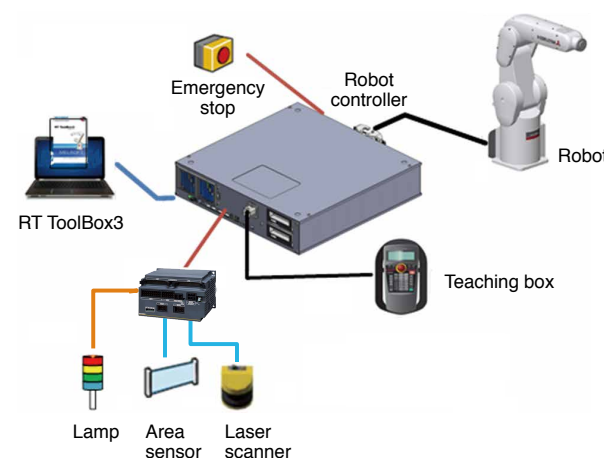 Emergency
stop
Robot
controller
Robot
RT ToolBox3
Teaching box
Lamp
Area
sensor
Laser
scanner